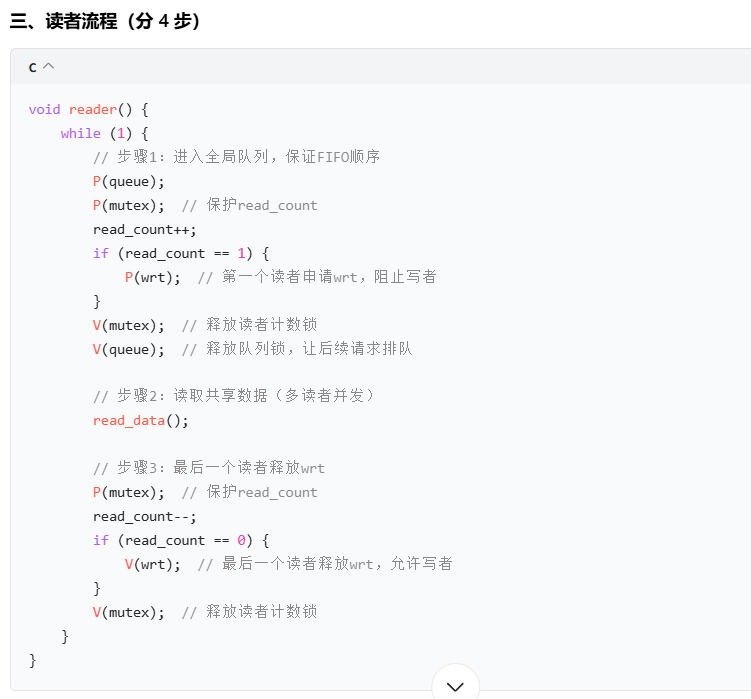 三、读者流程（分 4 步）
C
void reader() {
    while (1) {
        // 步骤1：进入全局队列，保证FIFO顺序
        P(queue);
        P(mutex);  // 保护read_count
        read_count++;
        if (read_count == 1) {
            P(wrt);  // 第一个读者申请wrt，阻止写者
        }
        V(mutex);  // 释放读者计数锁
        V(queue);  // 释放队列锁，让后续请求排队
        // 步骤2：读取共享数据（多读者并发）
        read_data();
        // 步骤3：最后一个读者释放wrt
        P(mutex);  // 保护read_count
        read_count--;
        if (read_count == 0) {
            V(wrt);  // 最后一个读者释放wrt，允许写者
        }
        V(mutex);  // 释放读者计数锁
    }
}